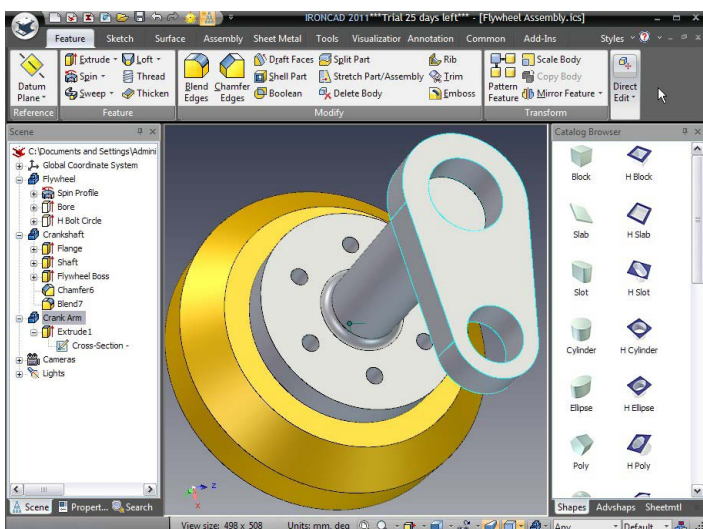 IRONCAD 2011***Trial 25 days left*** - [Flywheel Assembly.ics]
Feature Sketch Surface Assembly Sheet Metal Tools Visualization Annotation Common Add-Ins Styles
Datum Plane
Extrude Loft
Spin Thread
Sweep Thicken
Blend Edges
Chamfer Edges
Draft Faces Split Part Rib
Shell Part Stretch Part/Assembly Trim
Boolean Delete Body Emboss
Pattern Feature
Scale Body
Copy Body
Mirror Feature
Direct Edit
Reference Feature Modify Transform
Scene
C:\Documents and Settings\Admini
Global Coordinate System
Flywheel
Spin Profile
Bore
H Bolt Circle
Crankshaft
Flange
Shaft
Flywheel Boss
Chamfer6
Blend7
Crank Arm
Extrude1
Cross-Section -
Cameras
Lights
Scene Propert... Search
Z
X
Catalog Browser
Block H Block
Slab H Slab
Slot H Slot
Cylinder H Cylinder
Ellipse H Ellipse
Poly H Poly
Shapes Advshaps Sheetmtl
View size: 498 x 508 Units: mm, deg Any Default